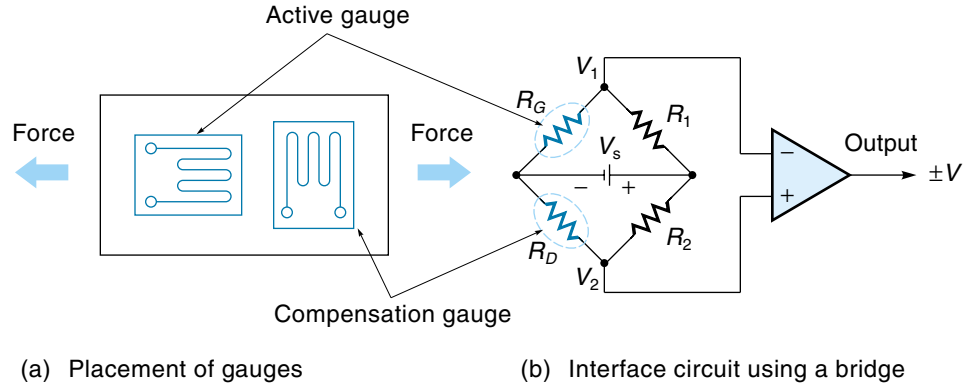 Active gauge
Force
Force
Compensation gauge
(a) Placement of gauges
V1
RG
R1
Vs
− +
RD
R2
V2
−
+
Output
±V
(b) Interface circuit using a bridge